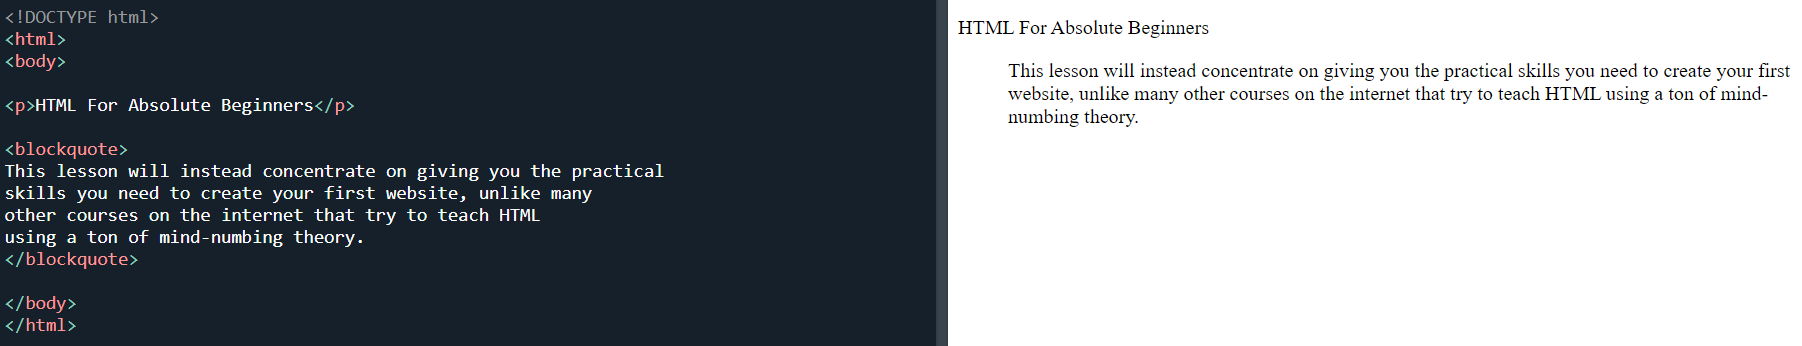 <!DOCTYPE html>
<html>
<body>
<p>HTML For Absolute Beginners</p>
<blockquote>
This lesson will instead concentrate on giving you the practical
skills you need to create your first website, unlike many
other courses on the internet that try to teach HTML
using a ton of mind-numbing theory.
</blockquote>
</body>
</html>
HTML For Absolute Beginners
This lesson will instead concentrate on giving you the practical skills you need to create your first
website, unlike many other courses on the internet that try to teach HTML using a ton of mind-
numbing theory.